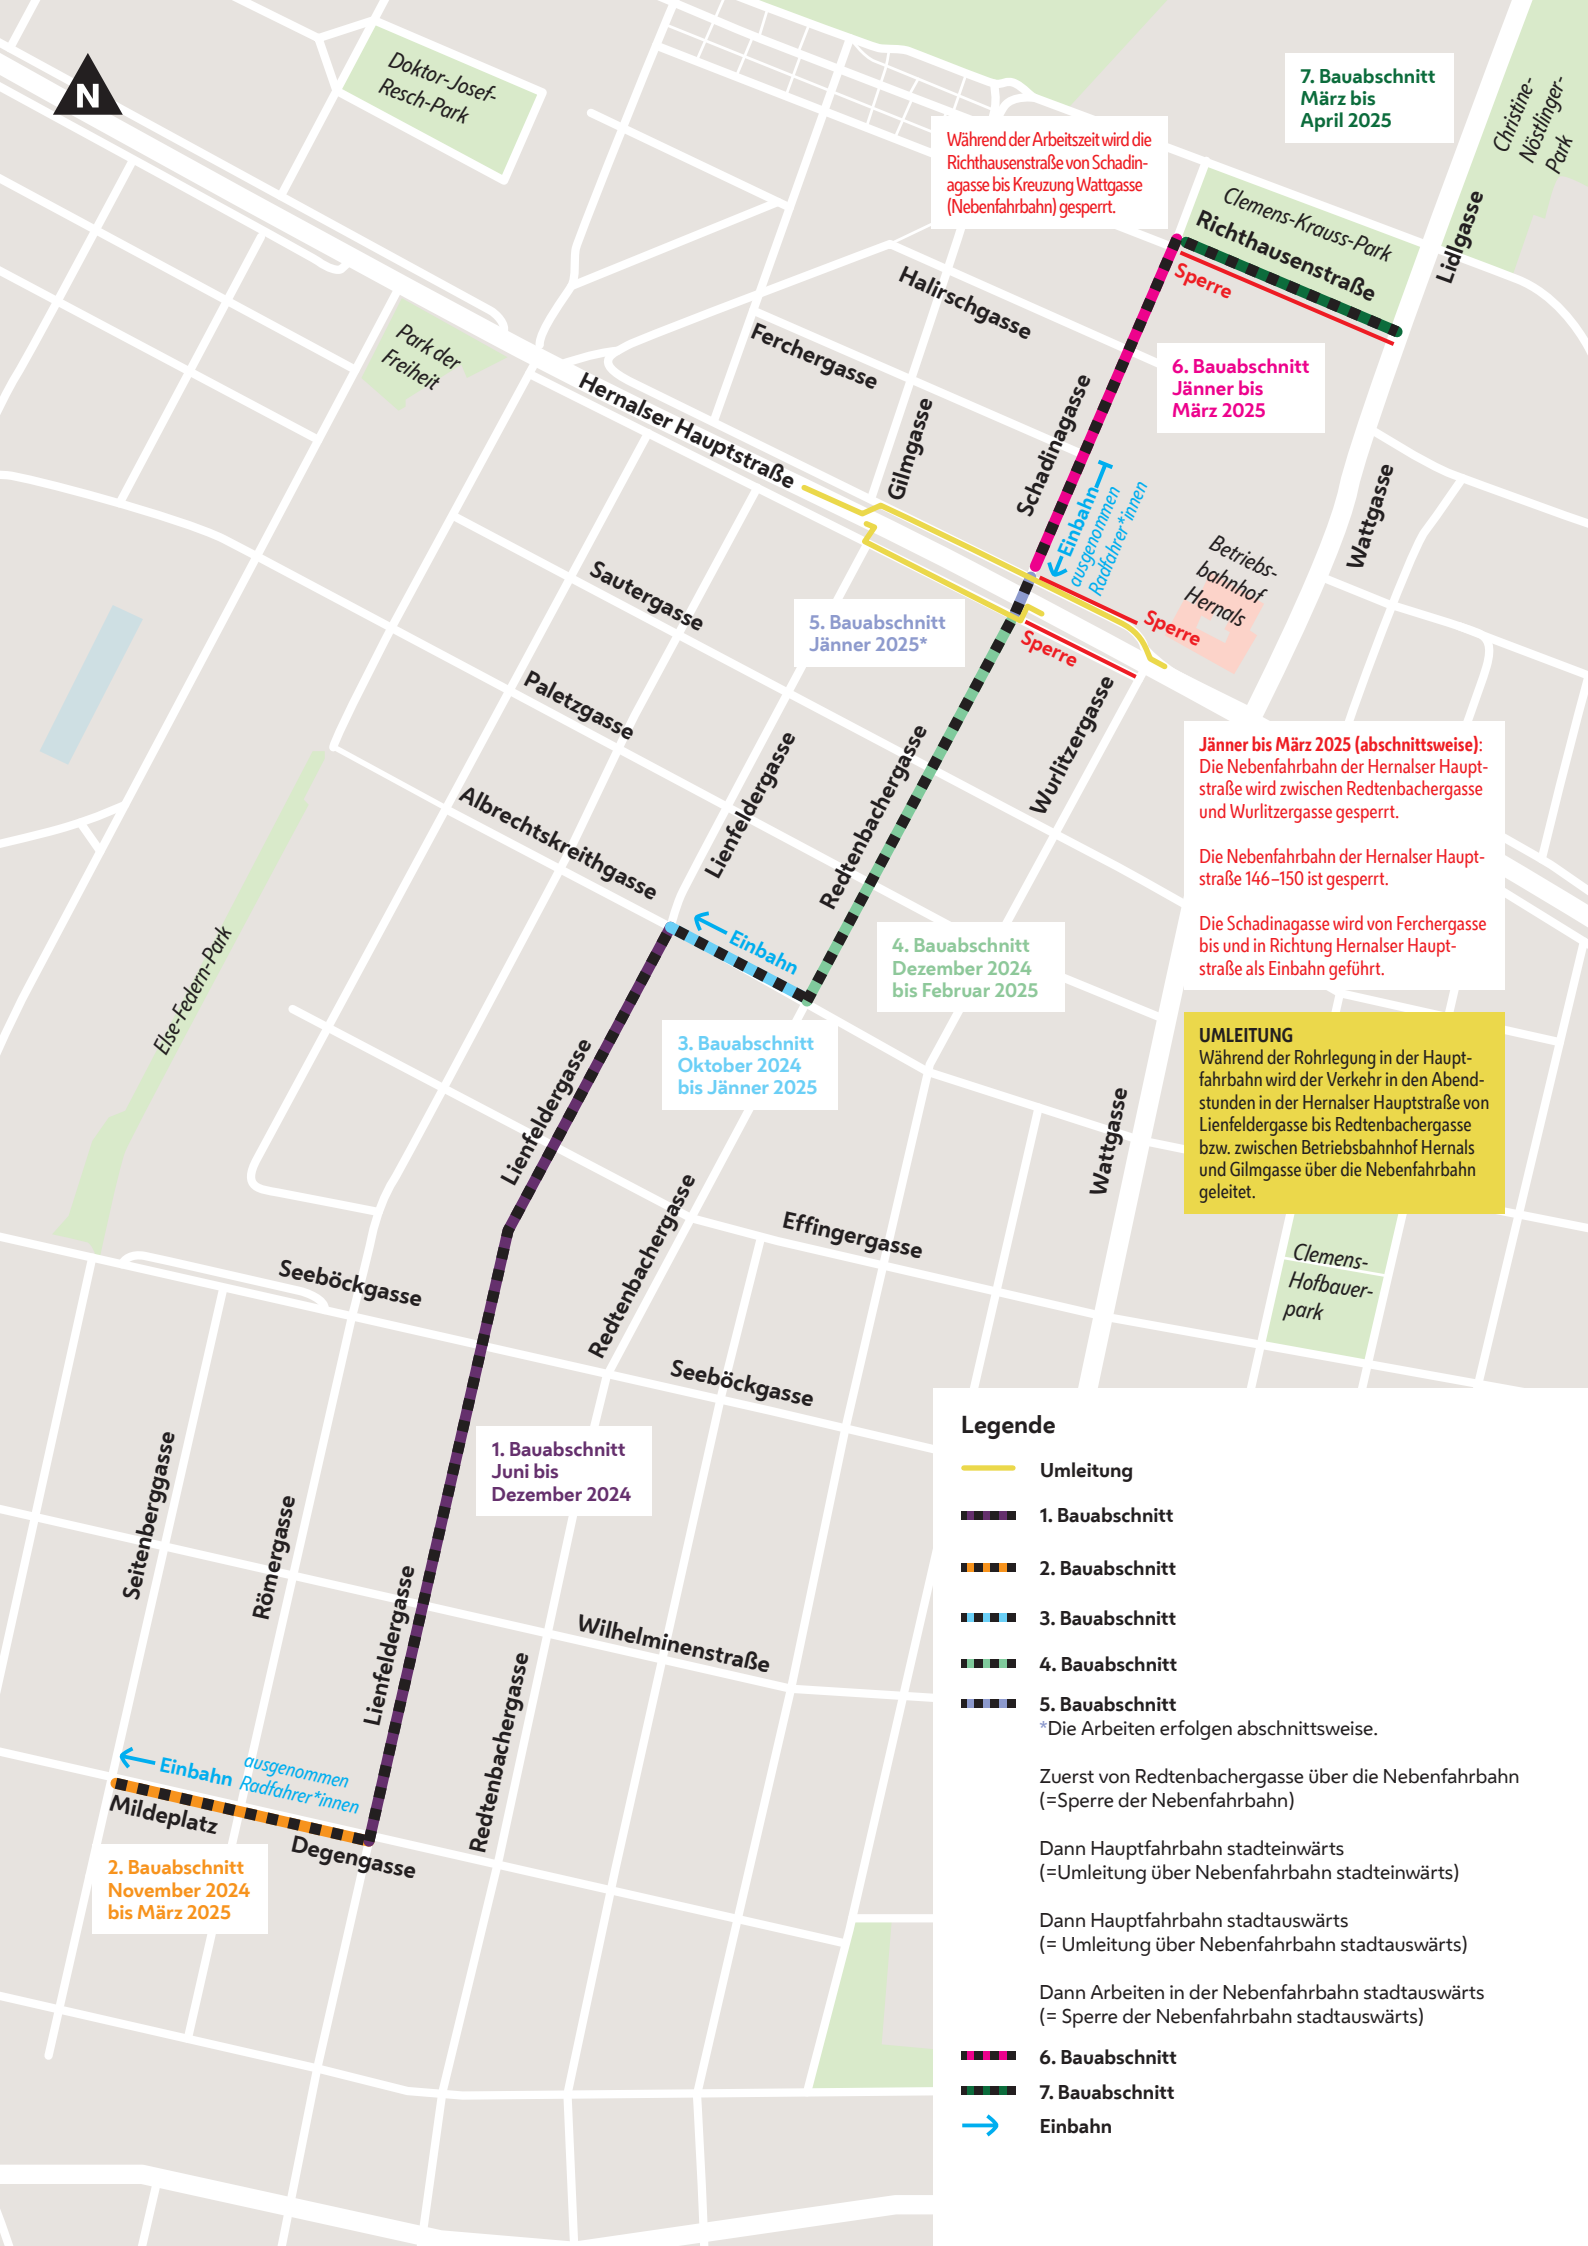 N
Doktor-Josef-
Resch-Park
7. Bauabschnitt
März bis
April 2025
Christine-
Nöstlinger-
Park
Während der Arbeitszeit wird die
Richthausenstraße von Schadin-
agasse bis Kreuzung Wattgasse
(Nebenfahrbahn) gesperrt.
Clemens-Krauss-Park
Richthausenstraße
Lidlgasse
Sperre
Halirschgasse
Park der
Freiheit
Ferchergasse
6. Bauabschnitt
Jänner bis
März 2025
Hernalser Hauptstraße
Gilmgasse
Schadinagasse
Einbahn
ausgenommen
Radfahrer*innen
Wattgasse
Betriebs-
bahnhof
Hernals
Sautergasse
5. Bauabschnitt
Jänner 2025*
Sperre
Sperre
Paletzgasse
Lienfeldergasse
Redtenbachergasse
Wurlitzergasse
Jänner bis März 2025 (abschnittsweise):
Die Nebenfahrbahn der Hernalser Haupt-
straße wird zwischen Redtenbachergasse
und Wurlitzergasse gesperrt.
Die Nebenfahrbahn der Hernalser Haupt-
straße 146–150 ist gesperrt.
Die Schadinagasse wird von Ferchergasse
bis und in Richtung Hernalser Haupt-
straße als Einbahn geführt.
Albrechtskreithgasse
Einbahn
4. Bauabschnitt
Dezember 2024
bis Februar 2025
Else-Federn-Park
3. Bauabschnitt
Oktober 2024
bis Jänner 2025
UMLEITUNG
Während der Rohrlegung in der Haupt-
fahrbahn wird der Verkehr in den Abend-
stunden in der Hernalser Hauptstraße von
Lienfeldergasse bis Redtenbachergasse
bzw. zwischen Betriebsbahnhof Hernals
und Gilmgasse über die Nebenfahrbahn
geleitet.
Lienfeldergasse
Wattgasse
Redtenbachergasse
Effingergasse
Clemens-
Hofbauer-
park
Seeböckgasse
Seeböckgasse
1. Bauabschnitt
Juni bis
Dezember 2024
Seitenberggasse
Römergasse
Lienfeldergasse
Wilhelminenstraße
Redtenbachergasse
Einbahn
ausgenommen
Radfahrer*innen
Mildeplatz
Degengasse
2. Bauabschnitt
November 2024
bis März 2025
Legende
Umleitung
1. Bauabschnitt
2. Bauabschnitt
3. Bauabschnitt
4. Bauabschnitt
5. Bauabschnitt
*Die Arbeiten erfolgen abschnittsweise.
Zuerst von Redtenbachergasse über die Nebenfahrbahn
(=Sperre der Nebenfahrbahn)
Dann Hauptfahrbahn stadteinwärts
(=Umleitung über Nebenfahrbahn stadteinwärts)
Dann Hauptfahrbahn stadtauswärts
(= Umleitung über Nebenfahrbahn stadtauswärts)
Dann Arbeiten in der Nebenfahrbahn stadtauswärts
(= Sperre der Nebenfahrbahn stadtauswärts)
6. Bauabschnitt
7. Bauabschnitt
Einbahn